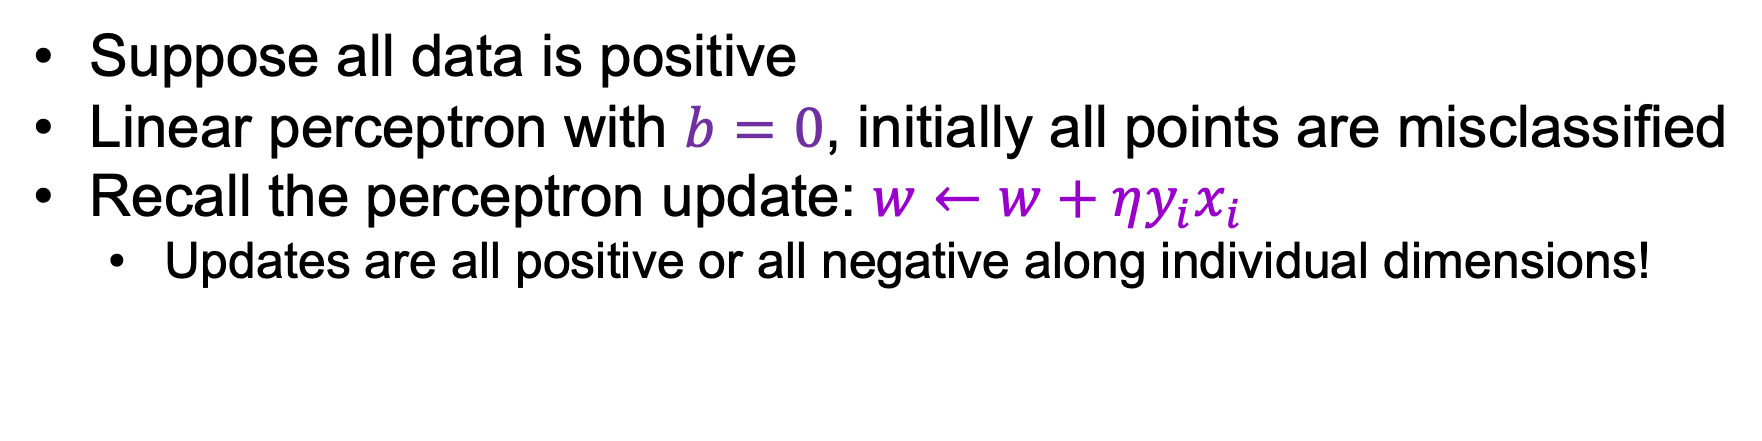 • Suppose all data is positive
• Linear perceptron with b = 0, initially all points are misclassified
• Recall the perceptron update: w ← w + ηyᵢxᵢ
• Updates are all positive or all negative along individual dimensions!